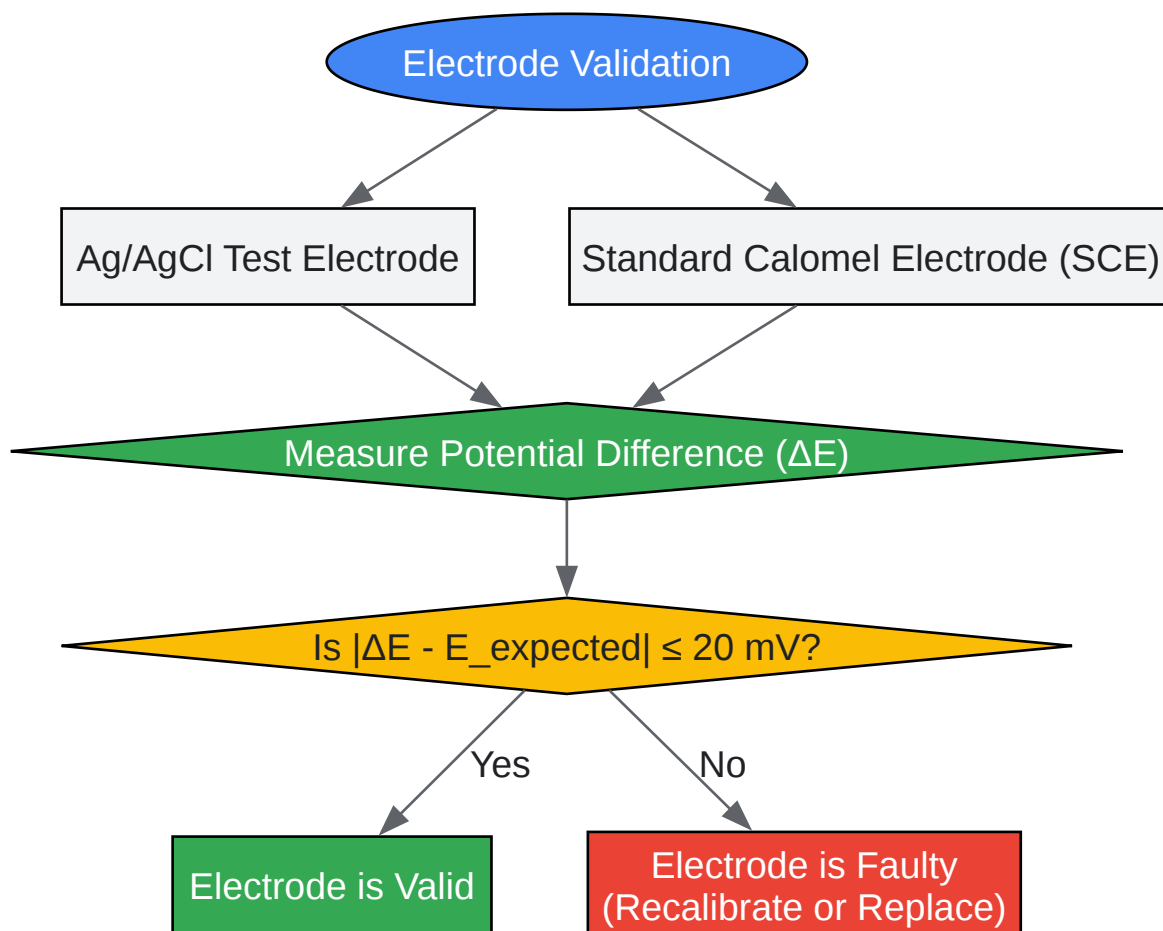 Electrode Validation
Ag/AgCl Test Electrode
Standard Calomel Electrode (SCE)
Measure Potential Difference (ΔE)
Is |ΔE - E_expected| ≤ 20 mV?
Yes
No
Electrode is Valid
Electrode is Faulty
(Recalibrate or Replace)